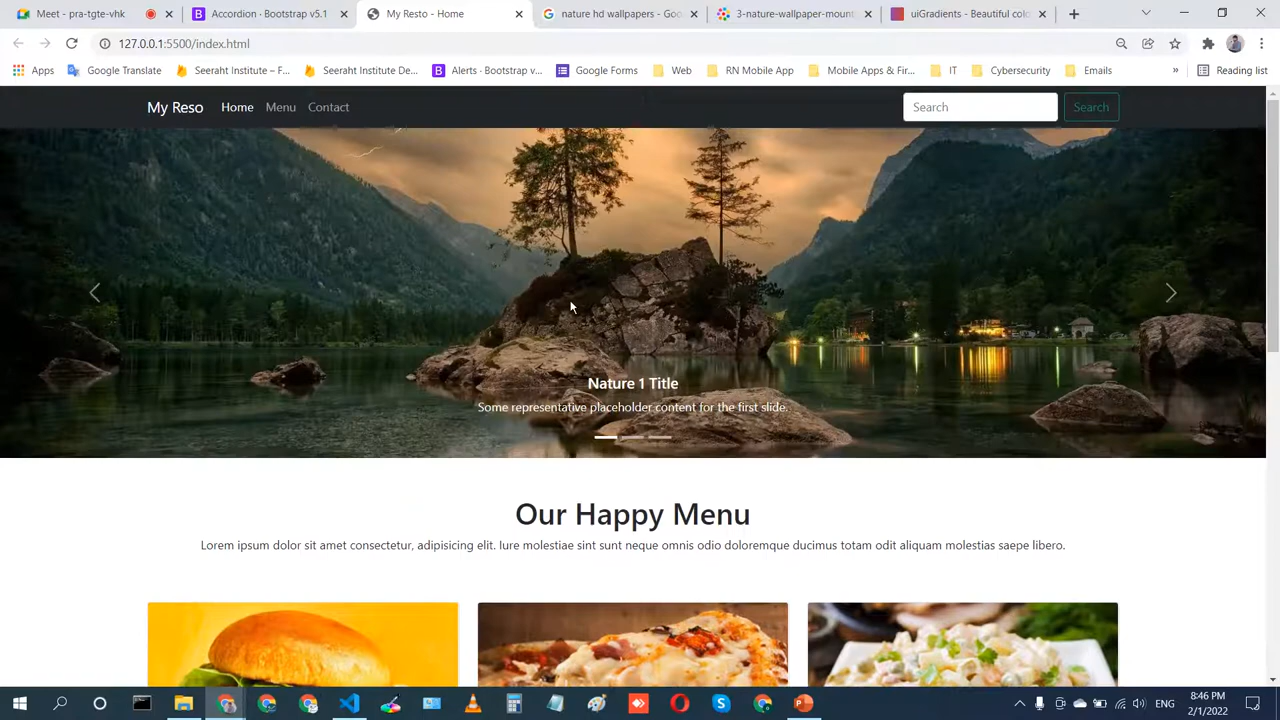 Meet - pra-tgte-vhk
Accordion · Bootstrap v5.1
My Resto - Home
nature hd wallpapers - Goo
3-nature-wallpaper-mount
uiGradients - Beautiful colo
127.0.0.1:5500/index.html
Apps
Google Translate
Seeraht Institute – F...
Seeraht Institute De...
Alerts · Bootstrap v...
Google Forms
Web
RN Mobile App
Mobile Apps & Fir...
IT
Cybersecurity
Emails
»
Reading list
My Reso
Home
Menu
Contact
Search
Search
Nature 1 Title
Some representative placeholder content for the first slide.
Our Happy Menu
Lorem ipsum dolor sit amet consectetur, adipisicing elit. Iure molestiae sint sunt neque omnis odio doloremque ducimus totam odit aliquam molestias saepe libero.
ENG
8:46 PM
2/1/2022